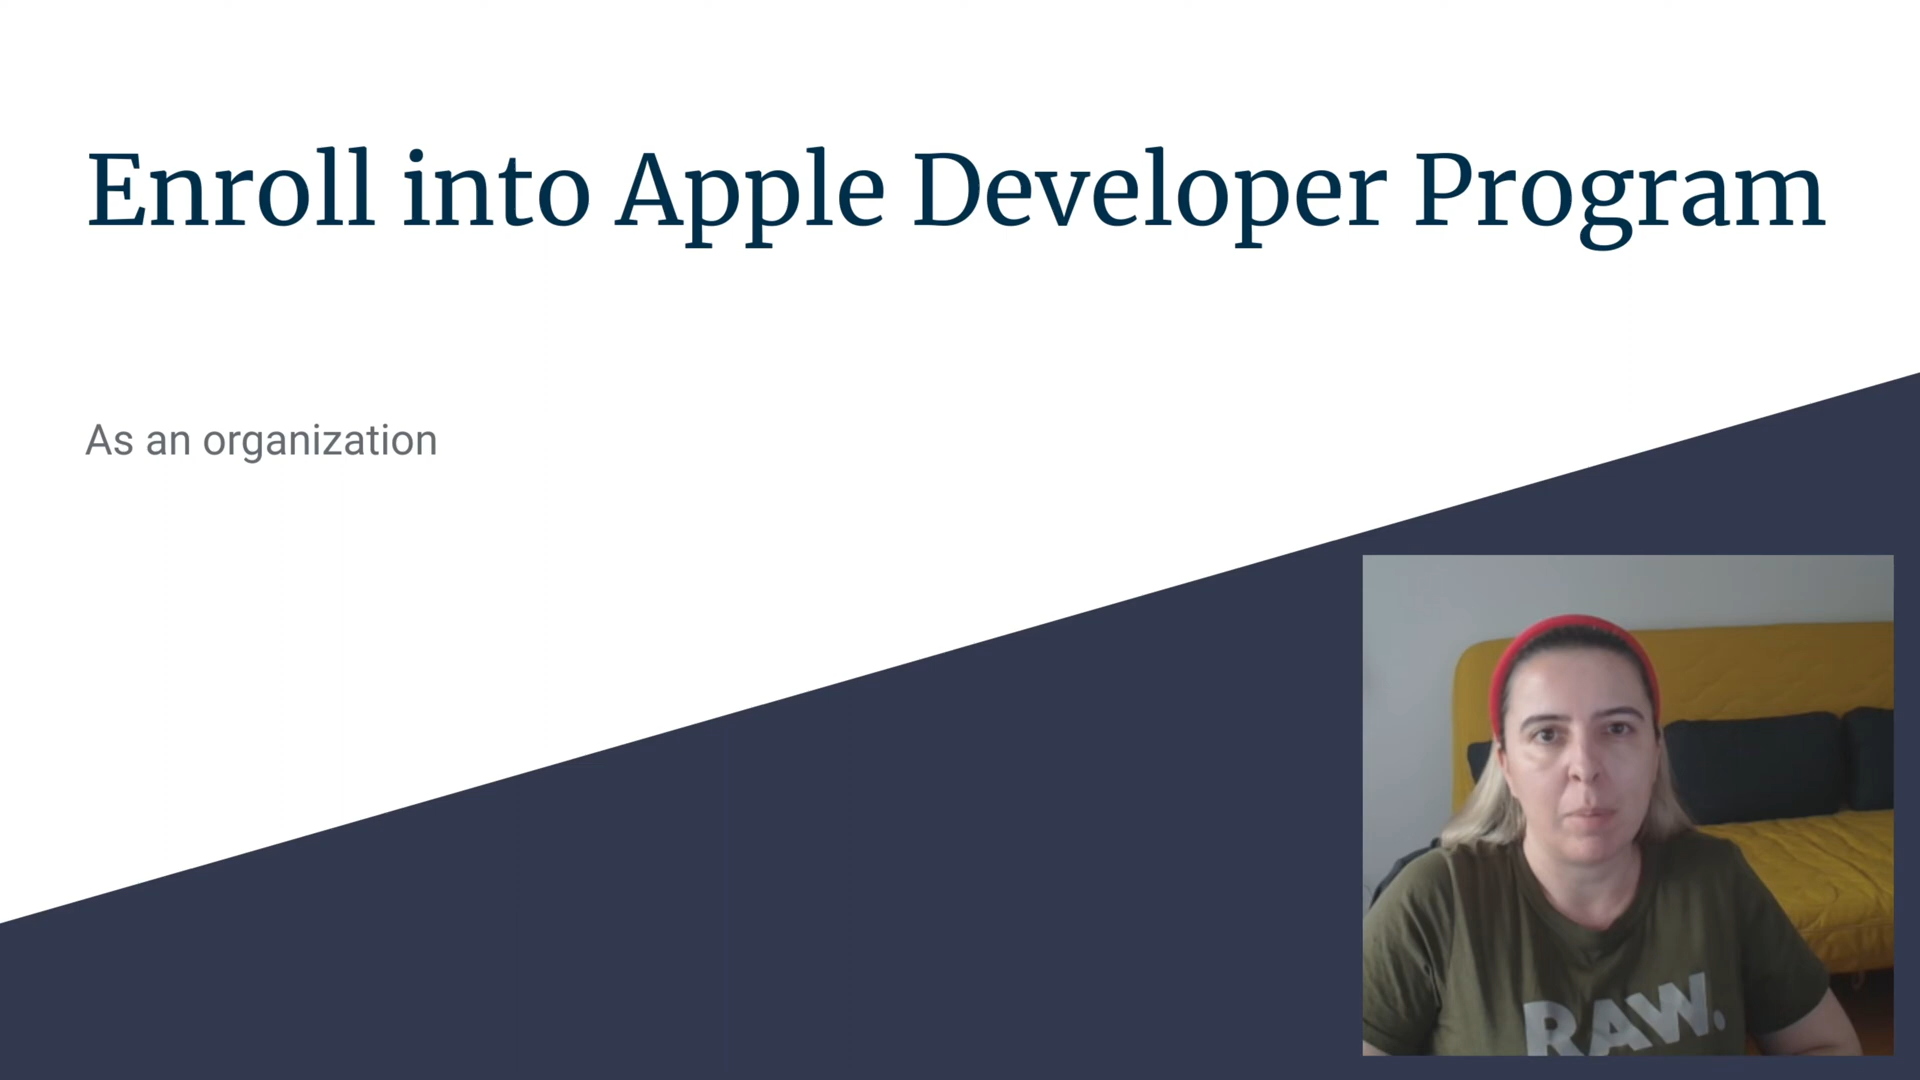 Enroll into Apple Developer Program
As an organization
RAW.